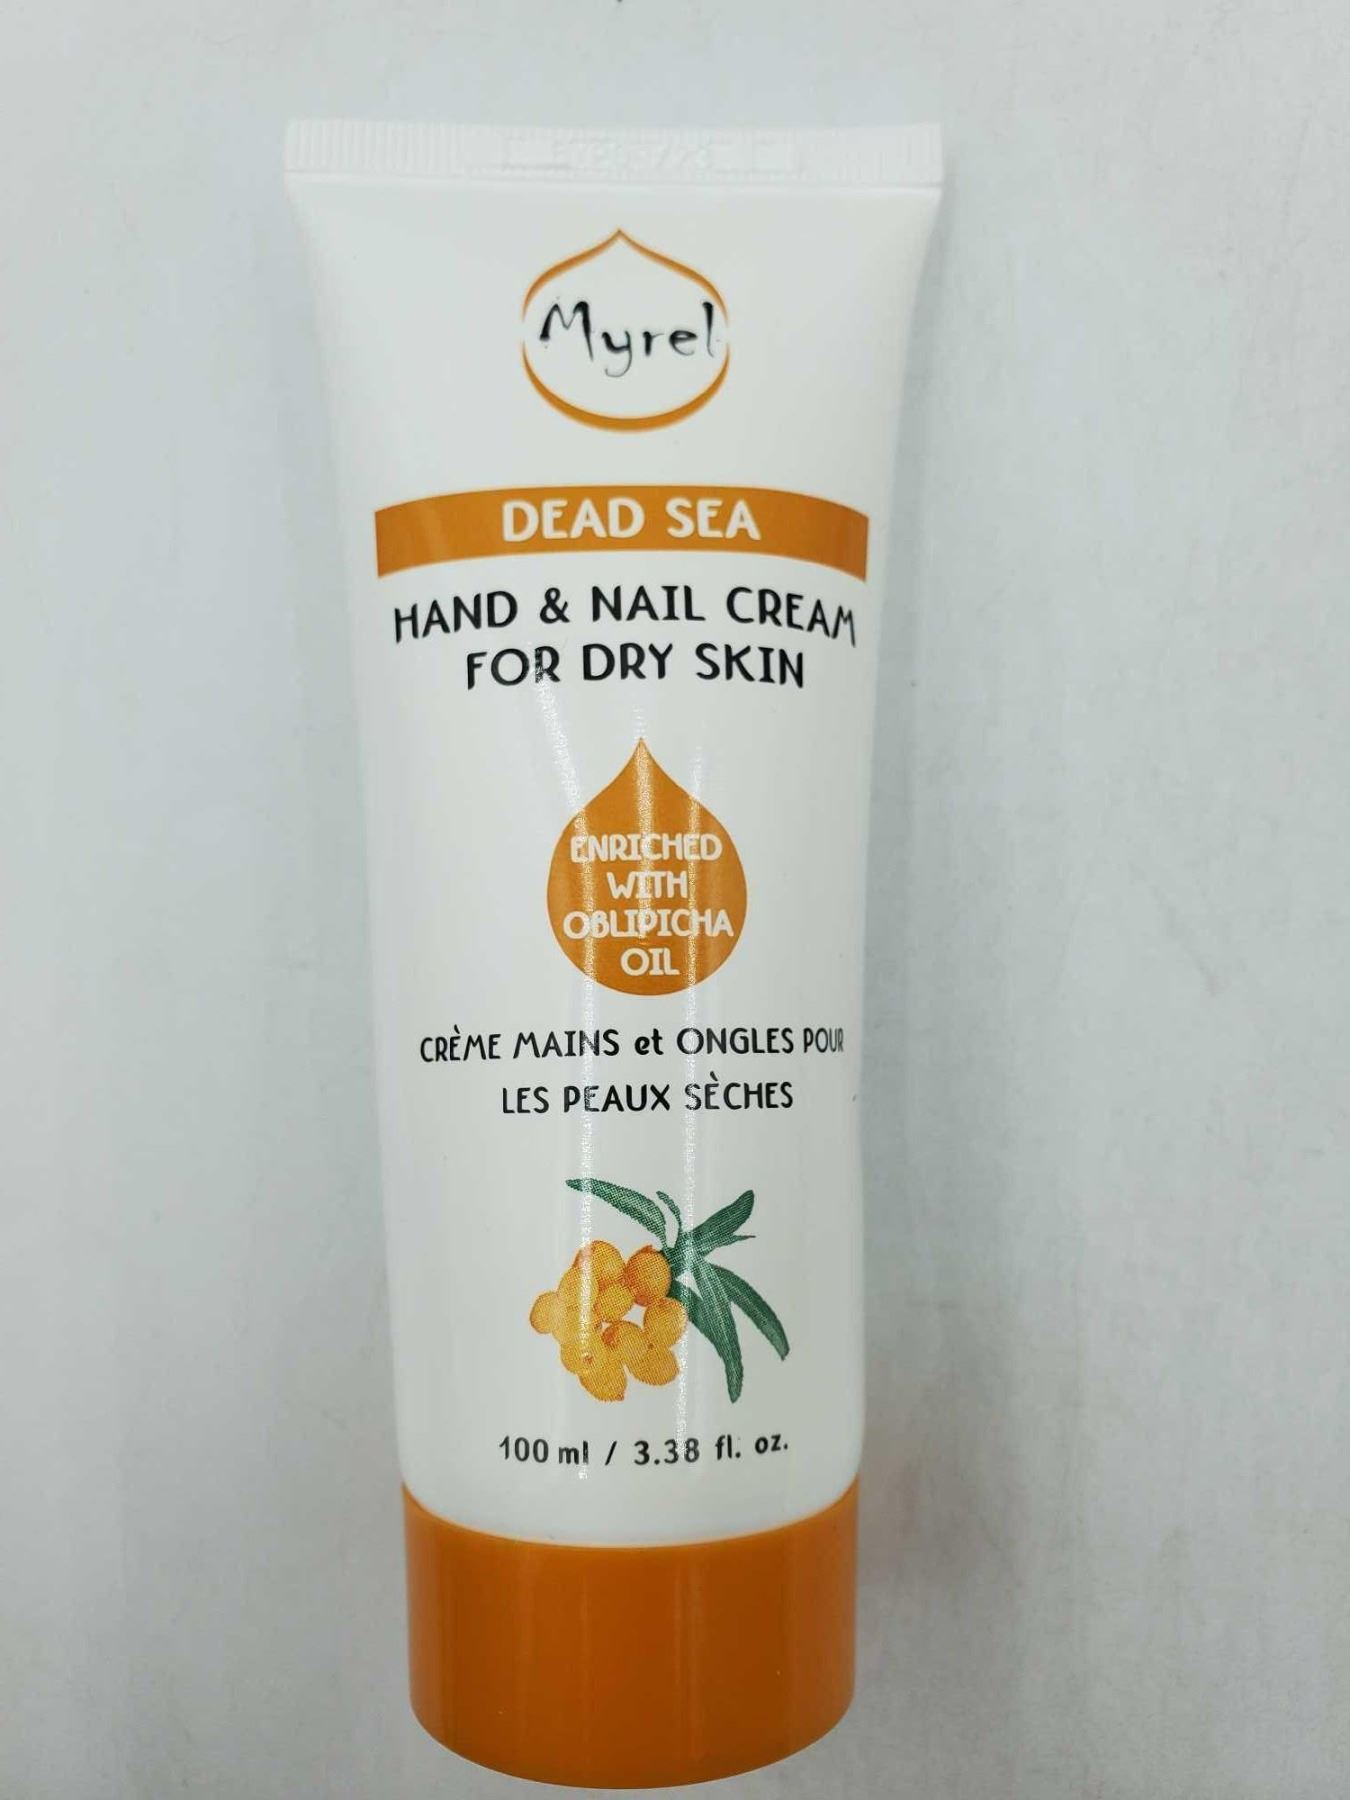 Myrel
DEAD SEA
HAND & NAIL CREAM
FOR DRY SKIN
ENRICHED
WITH
OBLIPICHA
OIL
CRÈME MAINS et ONGLES POUR
LES PEAUX SÈCHES
100 ml / 3.38 fl. oz.